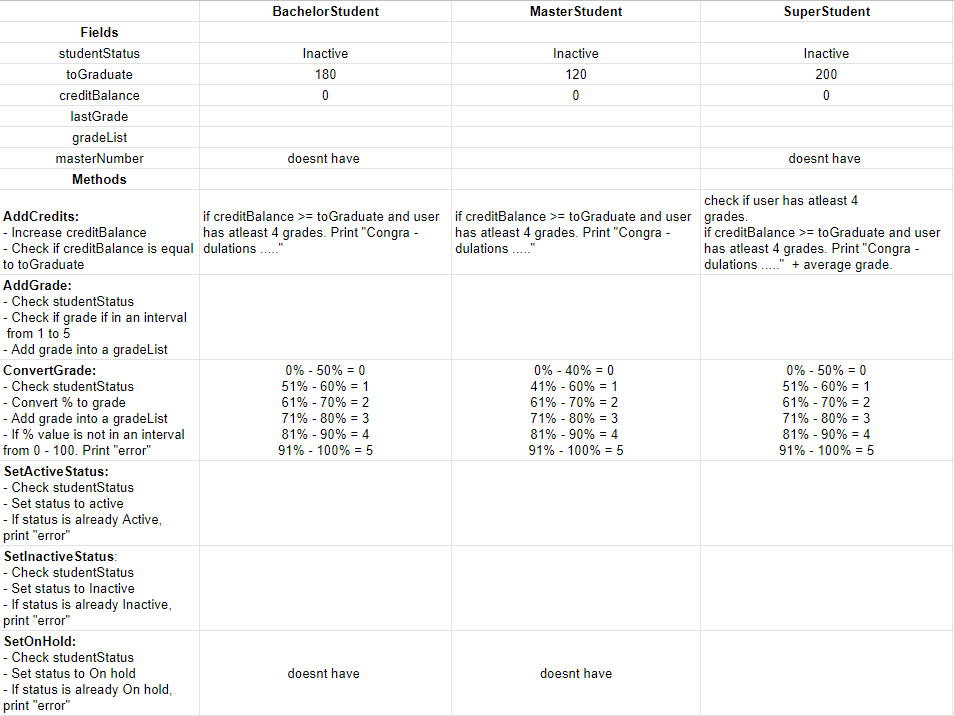 BachelorStudent MasterStudent SuperStudent
Fields
studentStatus Inactive Inactive Inactive
toGraduate 180 120 200
creditBalance 0 0 0
lastGrade
gradeList
masterNumber doesnt have doesnt have
Methods
AddCredits:
- Increase creditBalance
- Check if creditBalance is equal
to toGraduate
if creditBalance >= toGraduate and user
has atleast 4 grades. Print "Congra -
dulations ....."
if creditBalance >= toGraduate and user
has atleast 4 grades. Print "Congra -
dulations ....."
check if user has atleast 4
grades.
if creditBalance >= toGraduate and user
has atleast 4 grades. Print "Congra -
dulations ....." + average grade.
AddGrade:
- Check studentStatus
- Check if grade if in an interval
from 1 to 5
- Add grade into a gradeList
ConvertGrade:
- Check studentStatus
- Convert % to grade
- Add grade into a gradeList
- If % value is not in an interval
from 0 - 100. Print "error"
0% - 50% = 0
51% - 60% = 1
61% - 70% = 2
71% - 80% = 3
81% - 90% = 4
91% - 100% = 5
0% - 40% = 0
41% - 60% = 1
61% - 70% = 2
71% - 80% = 3
81% - 90% = 4
91% - 100% = 5
0% - 50% = 0
51% - 60% = 1
61% - 70% = 2
71% - 80% = 3
81% - 90% = 4
91% - 100% = 5
SetActiveStatus:
- Check studentStatus
- Set status to active
- If status is already Active,
print "error"
SetInactiveStatus:
- Check studentStatus
- Set status to Inactive
- If status is already Inactive,
print "error"
SetOnHold:
- Check studentStatus
- Set status to On hold
- If status is already On hold,
print "error"
doesnt have
doesnt have